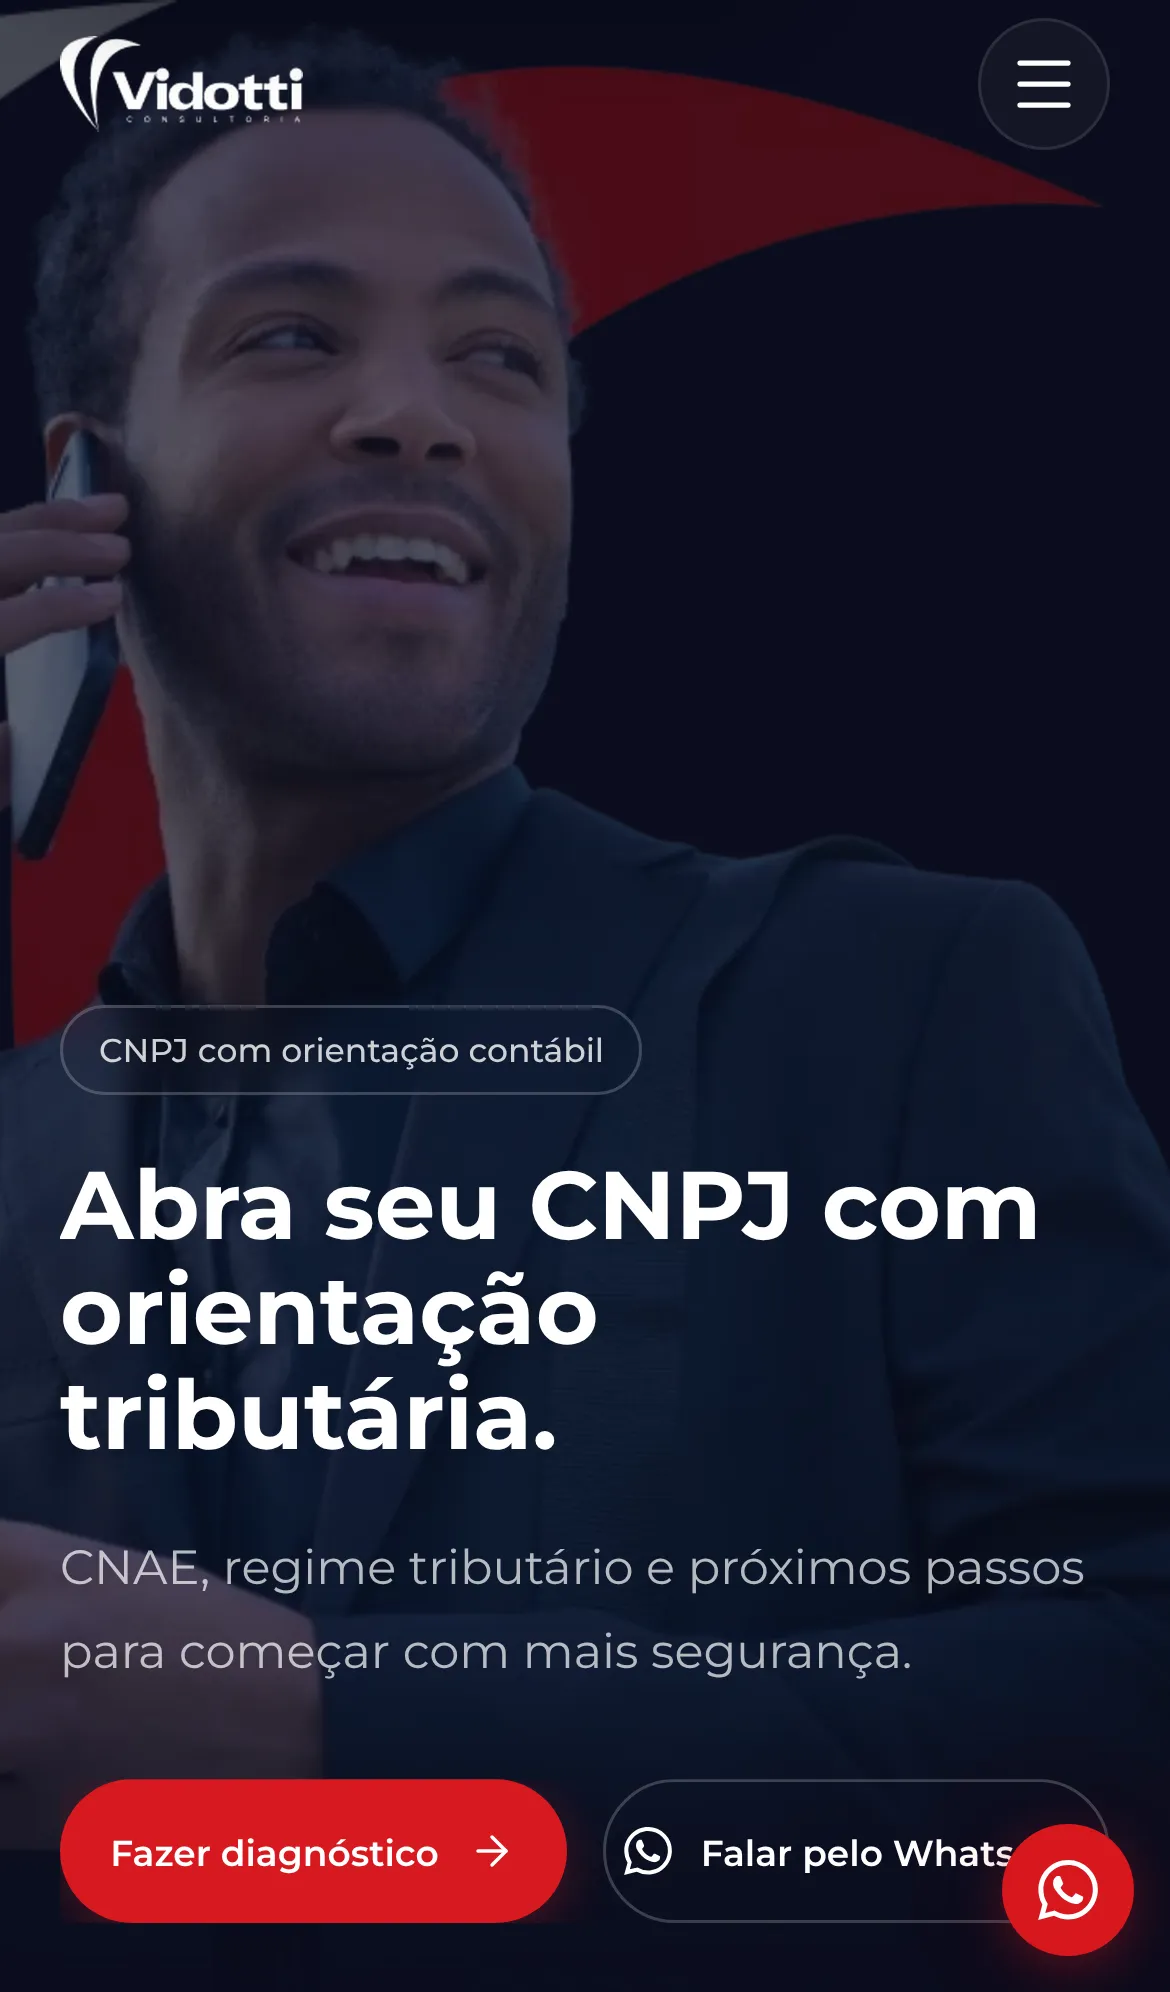 Vidotti
CONSULTORIA
CNPJ com orientação contábil
Abra seu CNPJ com
orientação
tributária.
CNAE, regime tributário e próximos passos
para começar com mais segurança.
Fazer diagnóstico
Falar pelo Whats